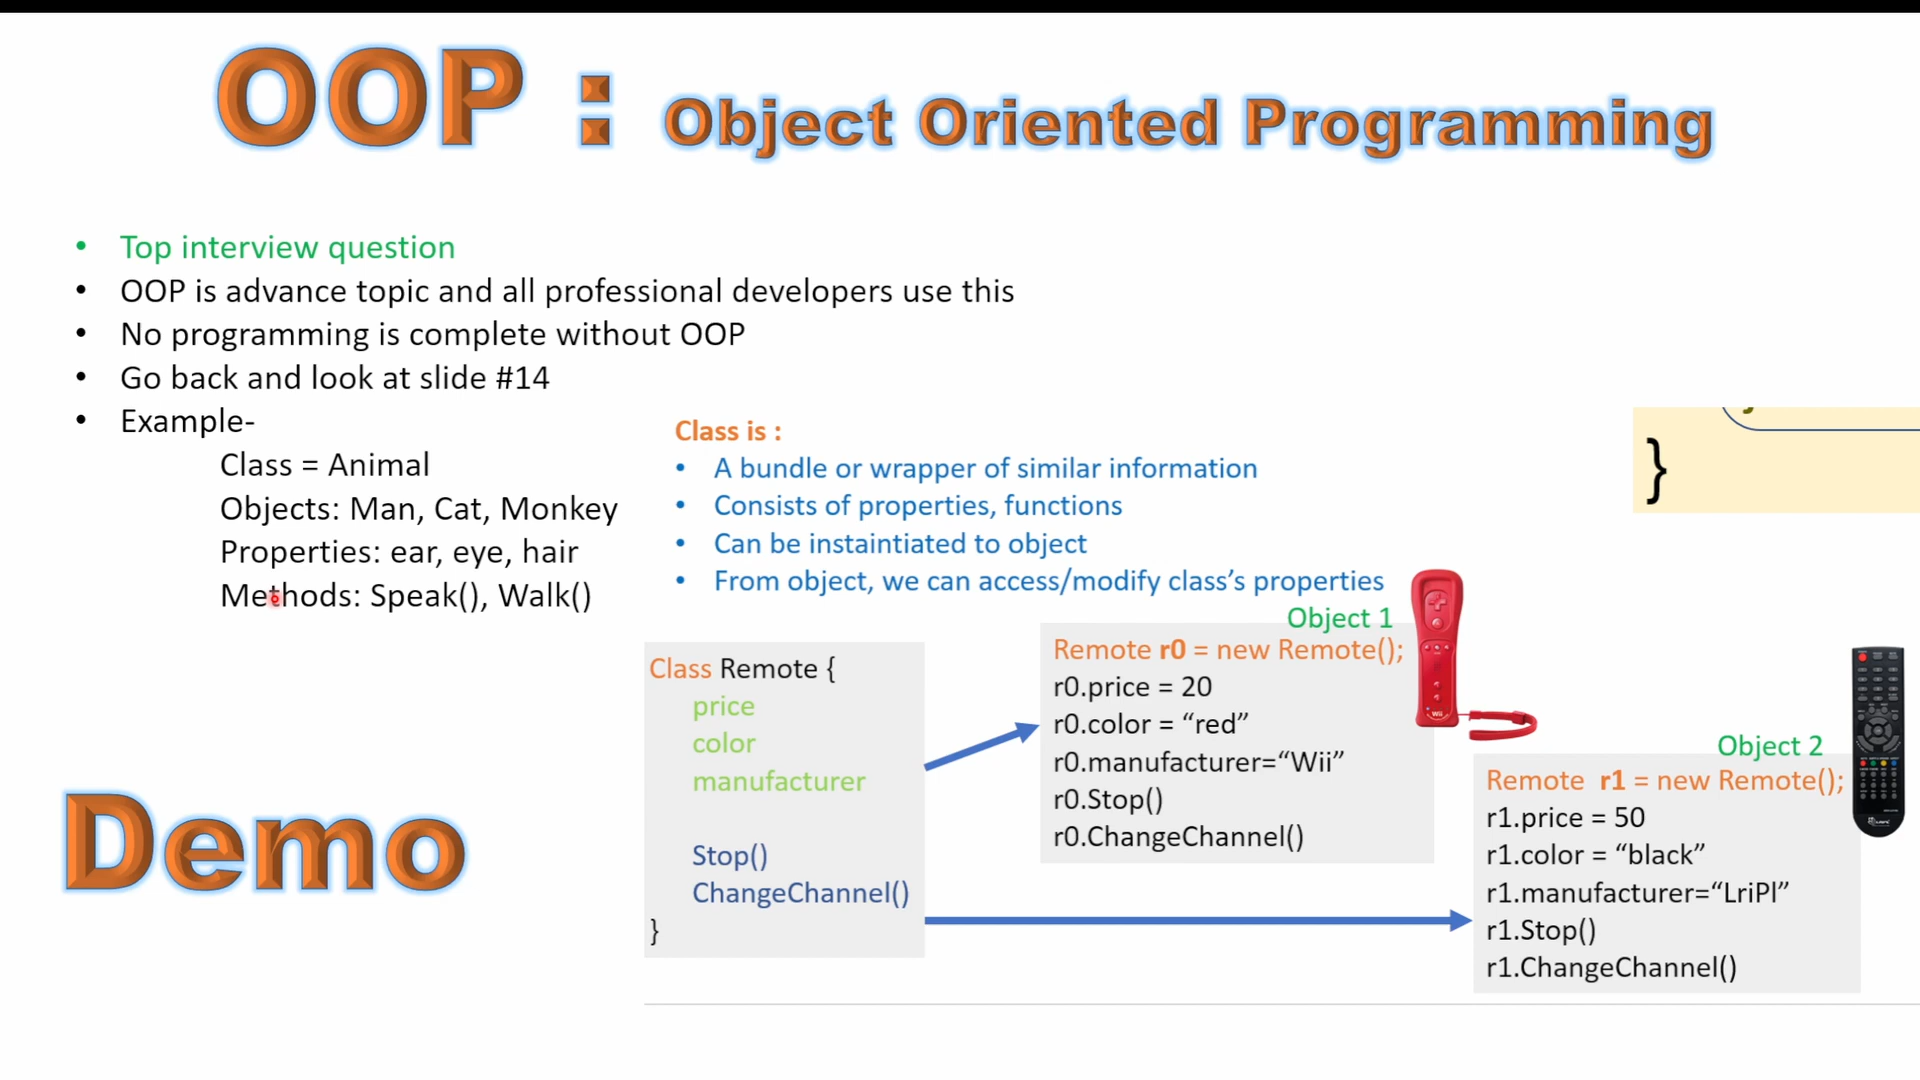 OOP : Object Oriented Programming
• Top interview question
• OOP is advance topic and all professional developers use this
• No programming is complete without OOP
• Go back and look at slide #14
• Example-
Class = Animal
Objects: Man, Cat, Monkey
Properties: ear, eye, hair
Methods: Speak(), Walk()
Demo
Class is :
• A bundle or wrapper of similar information
• Consists of properties, functions
• Can be instaintiated to object
• From object, we can access/modify class’s properties
}
Class Remote {
price
color
manufacturer
Stop()
ChangeChannel()
}
Object 1
Remote r0 = new Remote();
r0.price = 20
r0.color = “red”
r0.manufacturer=“Wii”
r0.Stop()
r0.ChangeChannel()
Wii
Object 2
Remote r1 = new Remote();
r1.price = 50
r1.color = “black”
r1.manufacturer=“LriPl”
r1.Stop()
r1.ChangeChannel()